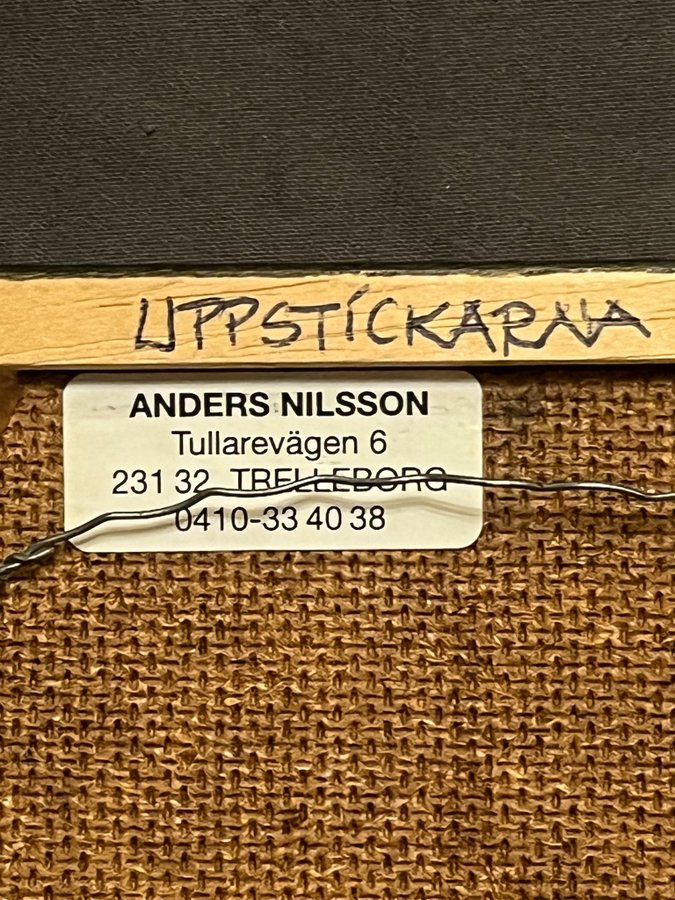 UPPSTICKARNA
ANDERS NILSSON
Tullarevägen 6
231 32 TRELLEBORG
0410-33 40 38